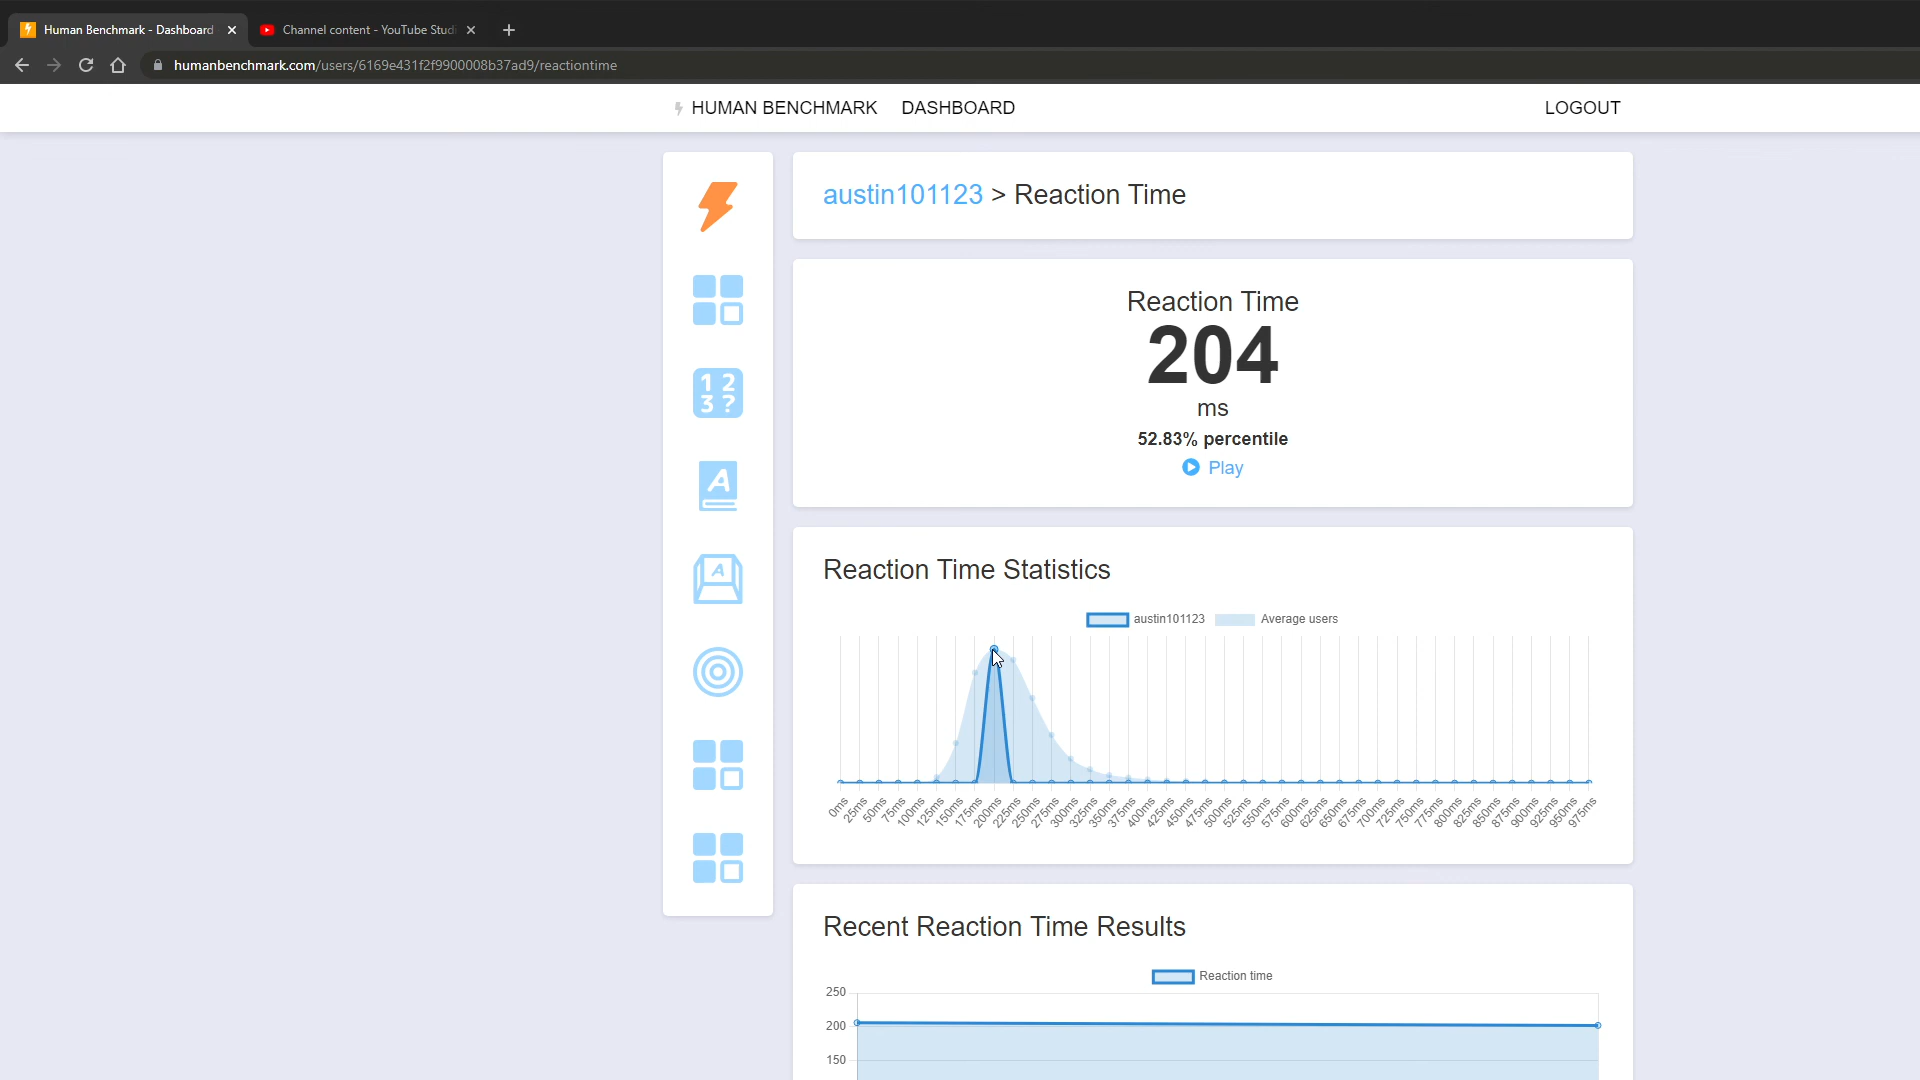 Human Benchmark - Dashboard
Channel content - YouTube Stud
humanbenchmark.com/users/6169e431f2f9900008b37ad9/reactiontime
HUMAN BENCHMARK DASHBOARD LOGOUT
austin101123 > Reaction Time
Reaction Time
204
ms
52.83% percentile
Play
1 2
3 ?
A
A
Reaction Time Statistics
austin101123 Average users
0ms 25ms 50ms 75ms 100ms 125ms 150ms 175ms 200ms 225ms 250ms 275ms 300ms 325ms 350ms 375ms 400ms 425ms 450ms 475ms 500ms 525ms 550ms 575ms 600ms 625ms 650ms 675ms 700ms 725ms 750ms 775ms 800ms 825ms 850ms 875ms 900ms 925ms 950ms 975ms
Recent Reaction Time Results
Reaction time
250
200
150